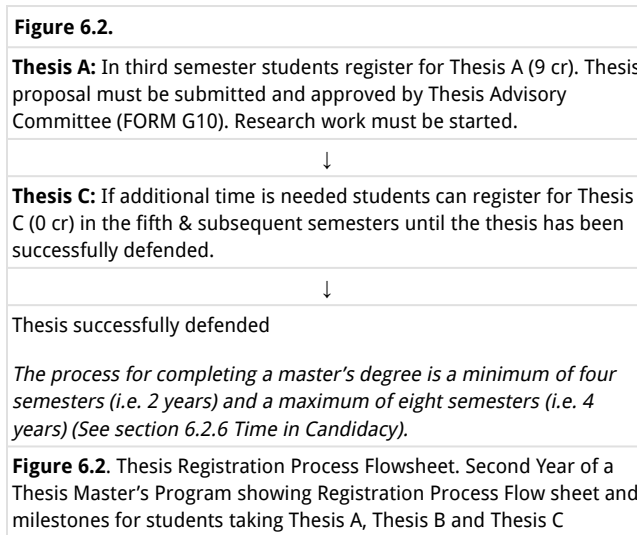 Figure 6.2.
Thesis A: In third semester students register for Thesis A (9 cr). Thesis
proposal must be submitted and approved by Thesis Advisory
Committee (FORM G10). Research work must be started.
↓
Thesis C: If additional time is needed students can register for Thesis
C (0 cr) in the fifth & subsequent semesters until the thesis has been
successfully defended.
↓
Thesis successfully defended
The process for completing a master’s degree is a minimum of four
semesters (i.e. 2 years) and a maximum of eight semesters (i.e. 4
years) (See section 6.2.6 Time in Candidacy).
Figure 6.2. Thesis Registration Process Flowsheet. Second Year of a
Thesis Master’s Program showing Registration Process Flow sheet and
milestones for students taking Thesis A, Thesis B and Thesis C